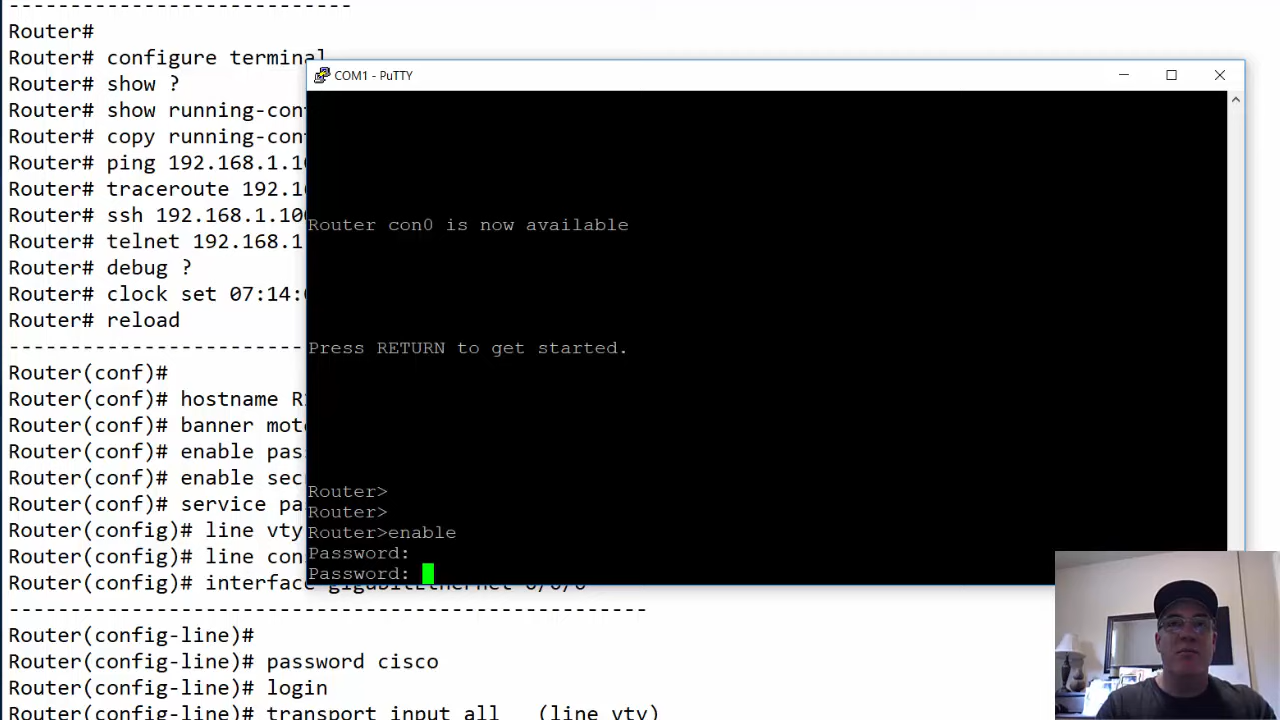 Router#
Router# configure terminal
Router# show ?
Router# show running-con
Router# copy running-con
Router# ping 192.168.1.10
Router# traceroute 192.1
Router# ssh 192.168.1.100
Router# telnet 192.168.1
Router# debug ?
Router# clock set 07:14:0
Router# reload
Router(conf)#
Router(conf)# hostname R
Router(conf)# banner mot
Router(conf)# enable pas
Router(conf)# enable sec
Router(conf)# service pa
Router(config)# line vty
Router(config)# line con
Router(config)# interface gigabitEthernet 0/0/0
Router(config-line)#
Router(config-line)# password cisco
Router(config-line)# login
Router(config-line)# transport input all (line vty)
COM1 - PuTTY
Router con0 is now available
Press RETURN to get started.
Router>
Router>
Router>enable
Password:
Password: